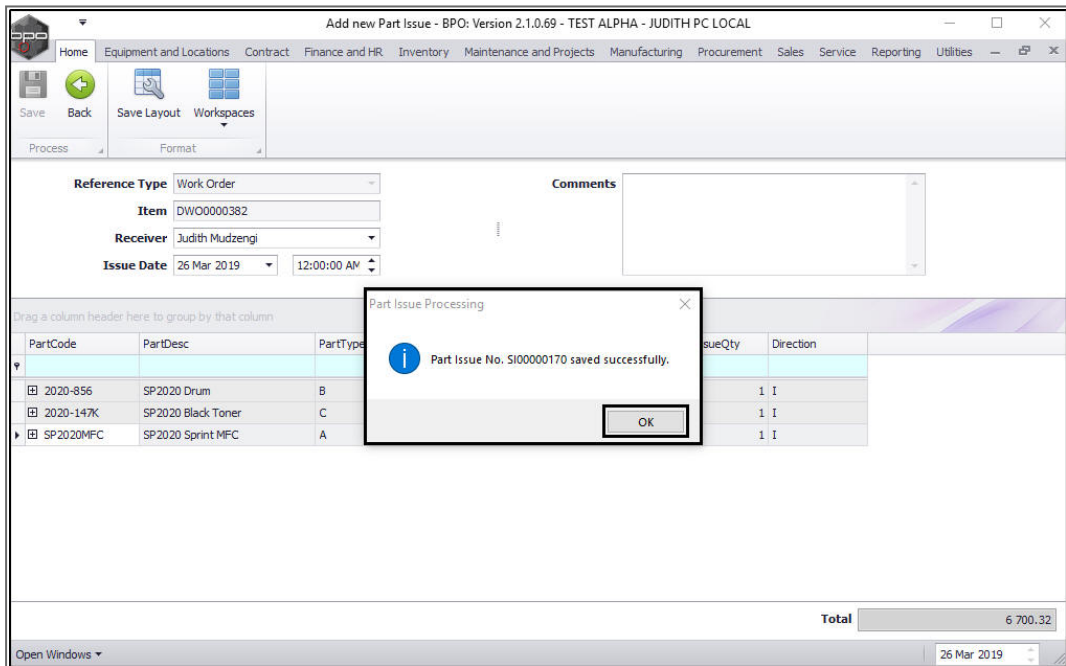 bpo
Add new Part Issue - BPO: Version 2.1.0.69 - TEST ALPHA - JUDITH PC LOCAL
Home Equipment and Locations Contract Finance and HR Inventory Maintenance and Projects Manufacturing Procurement Sales Service Reporting Utilities
Save Back Save Layout Workspaces
Process Format
Reference Type Work Order Comments
Item DWO0000382
Receiver Judith Mudzengi
Issue Date 26 Mar 2019 12:00:00 AM
Part Issue Processing
Drag a column header here to group by that column
PartCode PartDesc PartType ssueQty Direction
Part Issue No. SI00000170 saved successfully.
2020-856 SP2020 Drum B 1 I
2020-147K SP2020 Black Toner C 1 I
OK
SP2020MFC SP2020 Sprint MFC A 1 I
Total 6 700.32
Open Windows 26 Mar 2019